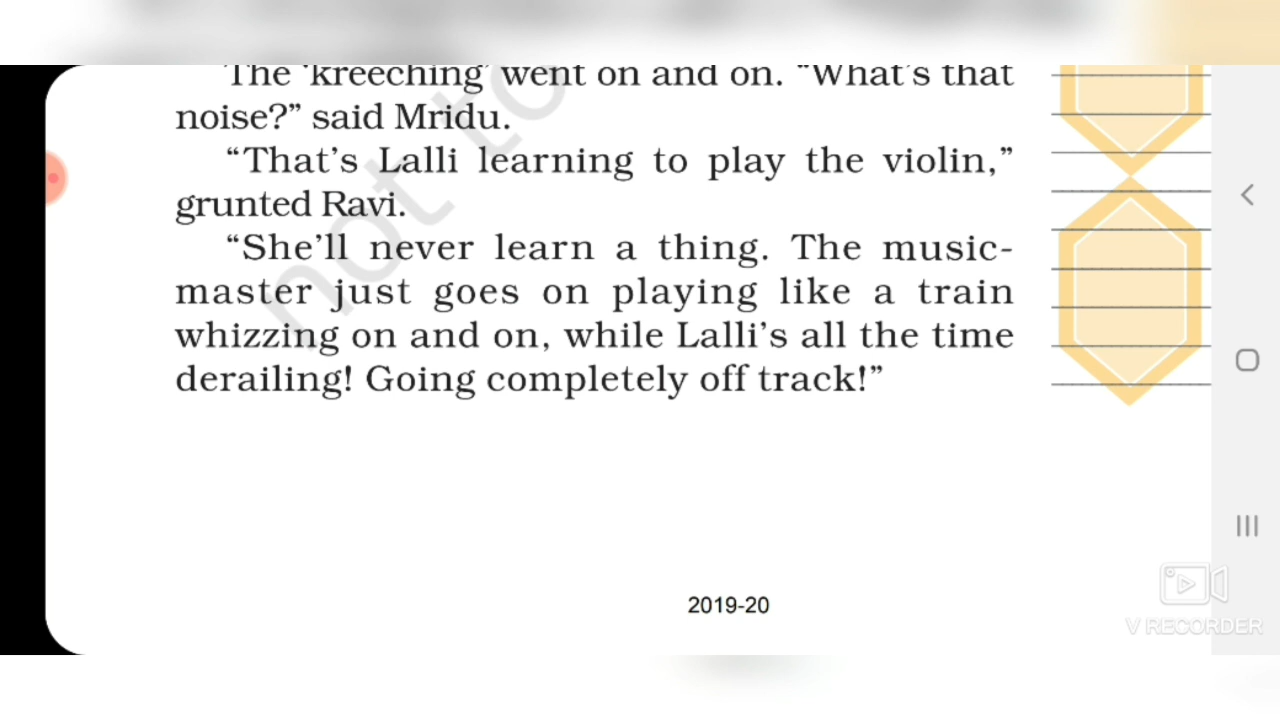 The ‘kreeching’ went on and on. “What’s that
noise?” said Mridu.
“That’s Lalli learning to play the violin,”
grunted Ravi.
“She’ll never learn a thing. The music-
master just goes on playing like a train
whizzing on and on, while Lalli’s all the time
derailing! Going completely off track!”
not to
2019-20
V RECORDER